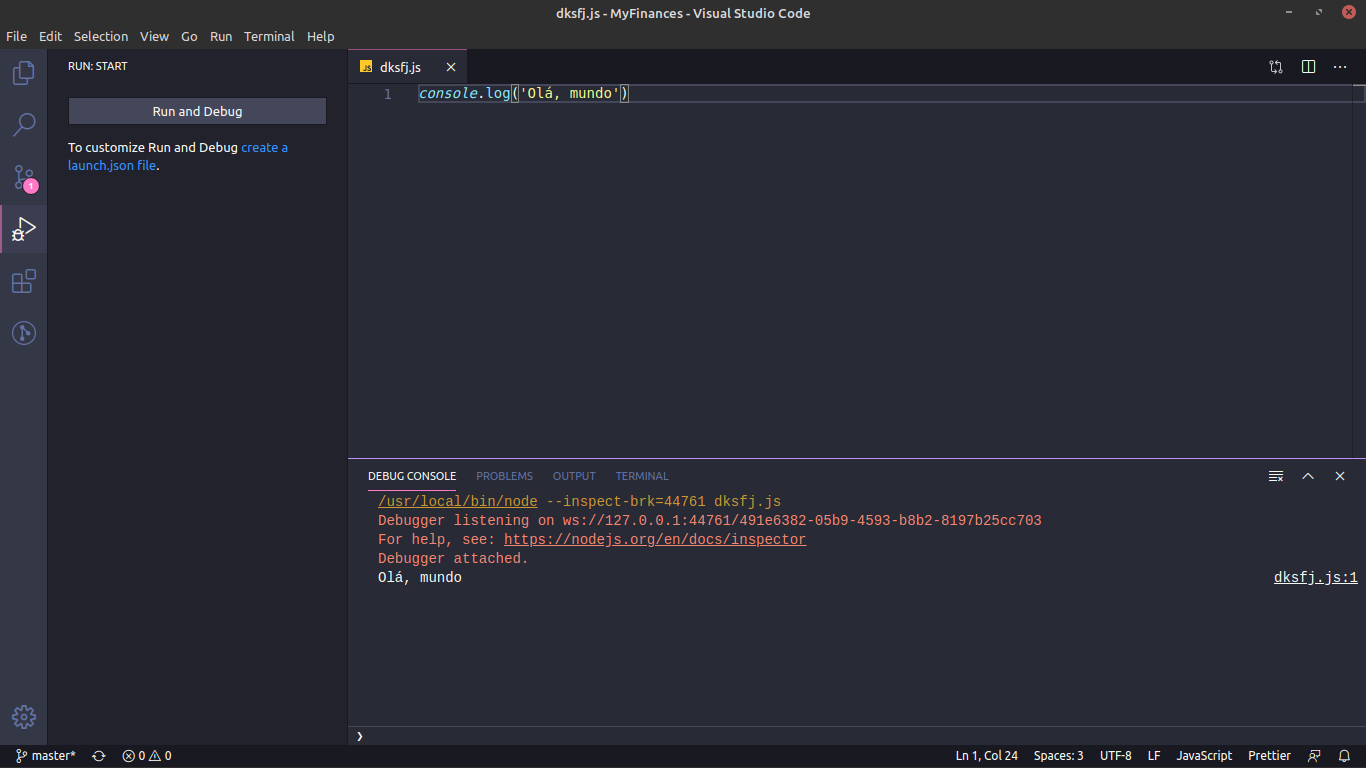 dksfj.js - MyFinances - Visual Studio Code
File Edit Selection View Go Run Terminal Help
RUN: START
Run and Debug
To customize Run and Debug create a
launch.json file.
1
JS dksfj.js
1 console.log('Olá, mundo')
DEBUG CONSOLE PROBLEMS OUTPUT TERMINAL
/usr/local/bin/node --inspect-brk=44761 dksfj.js
Debugger listening on ws://127.0.0.1:44761/491e6382-05b9-4593-b8b2-8197b25cc703
For help, see: https://nodejs.org/en/docs/inspector
Debugger attached.
Olá, mundo dksfj.js:1
master* 0 0 Ln 1, Col 24 Spaces: 3 UTF-8 LF JavaScript Prettier